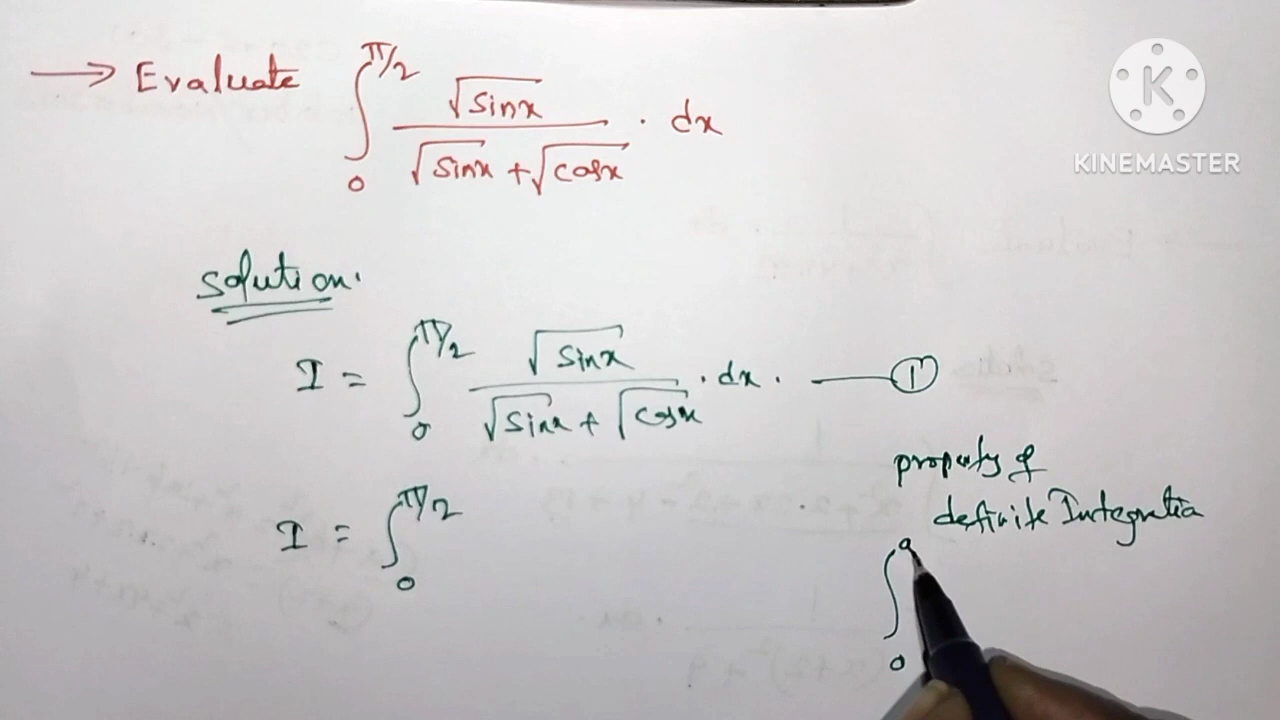 → Evaluate ∫₀^{π/2} √sinx / (√sinx + √cosx) · dx
K
KINEMASTER
Solution.
I = ∫₀^{π/2} √sinx / (√sinx + √cosx) · dx . —— ①
property of
definite Integratia
I = ∫₀^{π/2}
∫₀^a